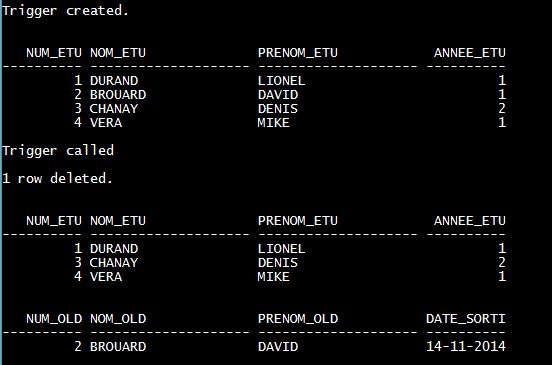 Trigger created.
NUM_ETU NOM_ETU PRENOM_ETU ANNEE_ETU
---------- -------------------- -------------------- ----------
1 DURAND LIONEL 1
2 BROUARD DAVID 1
3 CHANAY DENIS 2
4 VERA MIKE 1
Trigger called
1 row deleted.
NUM_ETU NOM_ETU PRENOM_ETU ANNEE_ETU
---------- -------------------- -------------------- ----------
1 DURAND LIONEL 1
3 CHANAY DENIS 2
4 VERA MIKE 1
NUM_OLD NOM_OLD PRENOM_OLD DATE_SORTI
---------- -------------------- -------------------- ----------
2 BROUARD DAVID 14-11-2014